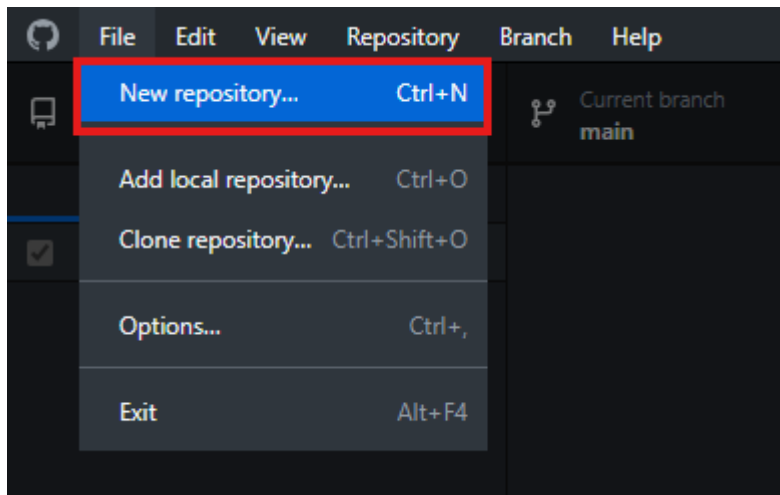 File Edit View Repository Branch Help
New repository... Ctrl+N
Current branch
main
Add local repository... Ctrl+O
Clone repository... Ctrl+Shift+O
Options... Ctrl+,
Exit Alt+F4